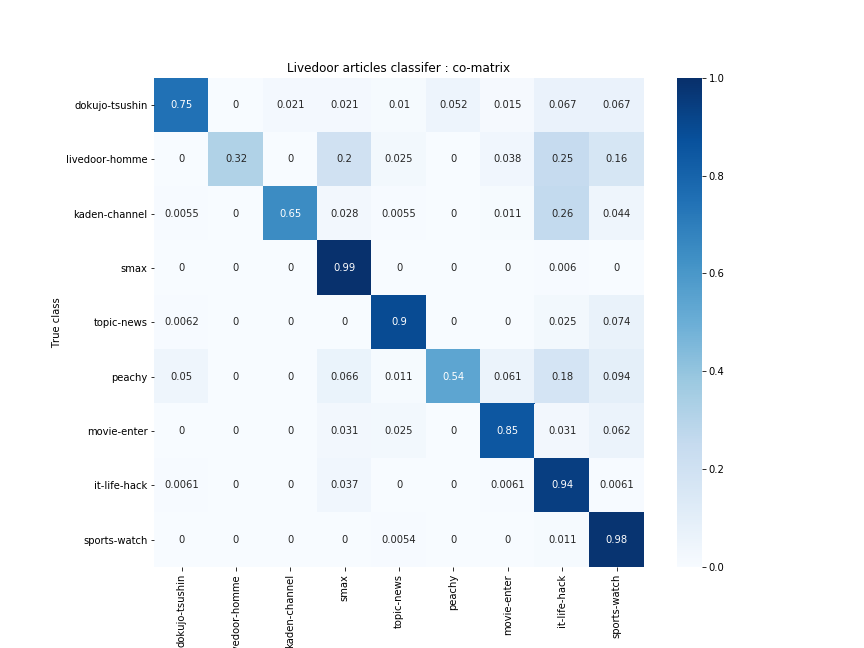 Livedoor articles classifer : co-matrix
dokujo-tsushin 0.75 0 0.021 0.021 0.01 0.052 0.015 0.067 0.067
livedoor-homme 0 0.32 0 0.2 0.025 0.038 0.25 0.16
kaden-channel 0.0055 0 0.65 0.028 0.0055 0 0.011 0.26 0.044
smax 0 0 0 0.99 0 0 0 0.006 0
topic-news 0.0062 0 0 0 0.9 0 0 0.025 0.074
peachy 0.05 0 0 0.066 0.011 0.54 0.061 0.18 0.094
movie-enter 0 0 0 0.031 0.025 0 0.85 0.031 0.062
it-life-hack 0.0061 0 0 0.037 0 0 0.0061 0.94 0.0061
sports-watch 0 0 0 0 0.0054 0 0 0.011 0.98
True class
dokujo-tsushin
vedoor-homme
kaden-channel
smax
topic-news
peachy
movie-enter
it-life-hack
sports-watch
1.0
0.8
0.6
0.4
0.2
0.0